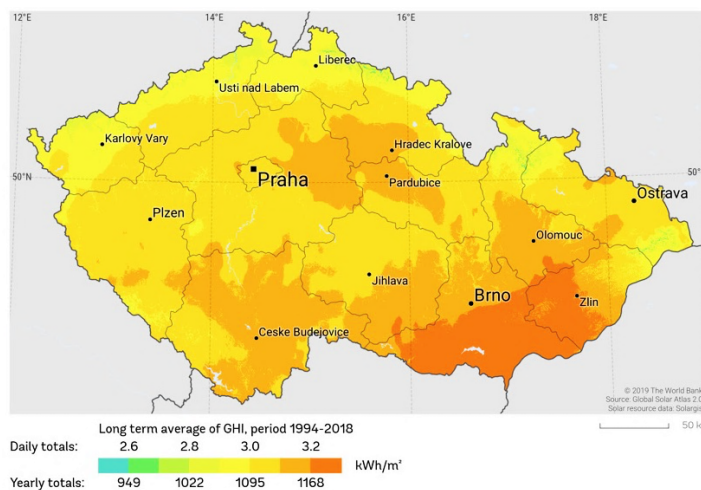 12°E 14°E 16°E 18°E
Liberec
Usti nad Labem
Karlovy Vary
Hradec Kralove
50°N Praha Pardubice 50°
Ostrava
Plzen
Olomouc
Jihlava
Brno Zlin
Ceske Budejovice
© 2019 The World Bank
Source: Global Solar Atlas 2.0
Solar resource data: Solargis
50 k
Long term average of GHI, period 1994-2018
Daily totals: 2.6 2.8 3.0 3.2
kWh/m²
Yearly totals: 949 1022 1095 1168